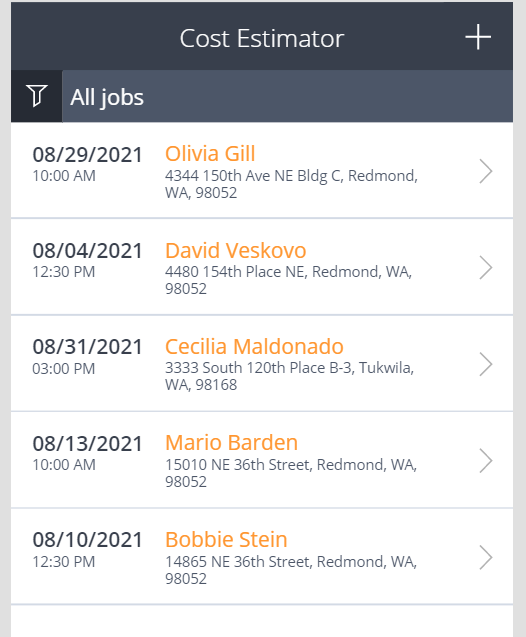 Cost Estimator
All jobs
08/29/2021 Olivia Gill
10:00 AM 4344 150th Ave NE Bldg C, Redmond,
WA, 98052
08/04/2021 David Veskovo
12:30 PM 4480 154th Place NE, Redmond, WA,
98052
08/31/2021 Cecilia Maldonado
03:00 PM 3333 South 120th Place B-3, Tukwila,
WA, 98168
08/13/2021 Mario Barden
10:00 AM 15010 NE 36th Street, Redmond, WA,
98052
08/10/2021 Bobbie Stein
12:30 PM 14865 NE 36th Street, Redmond, WA,
98052